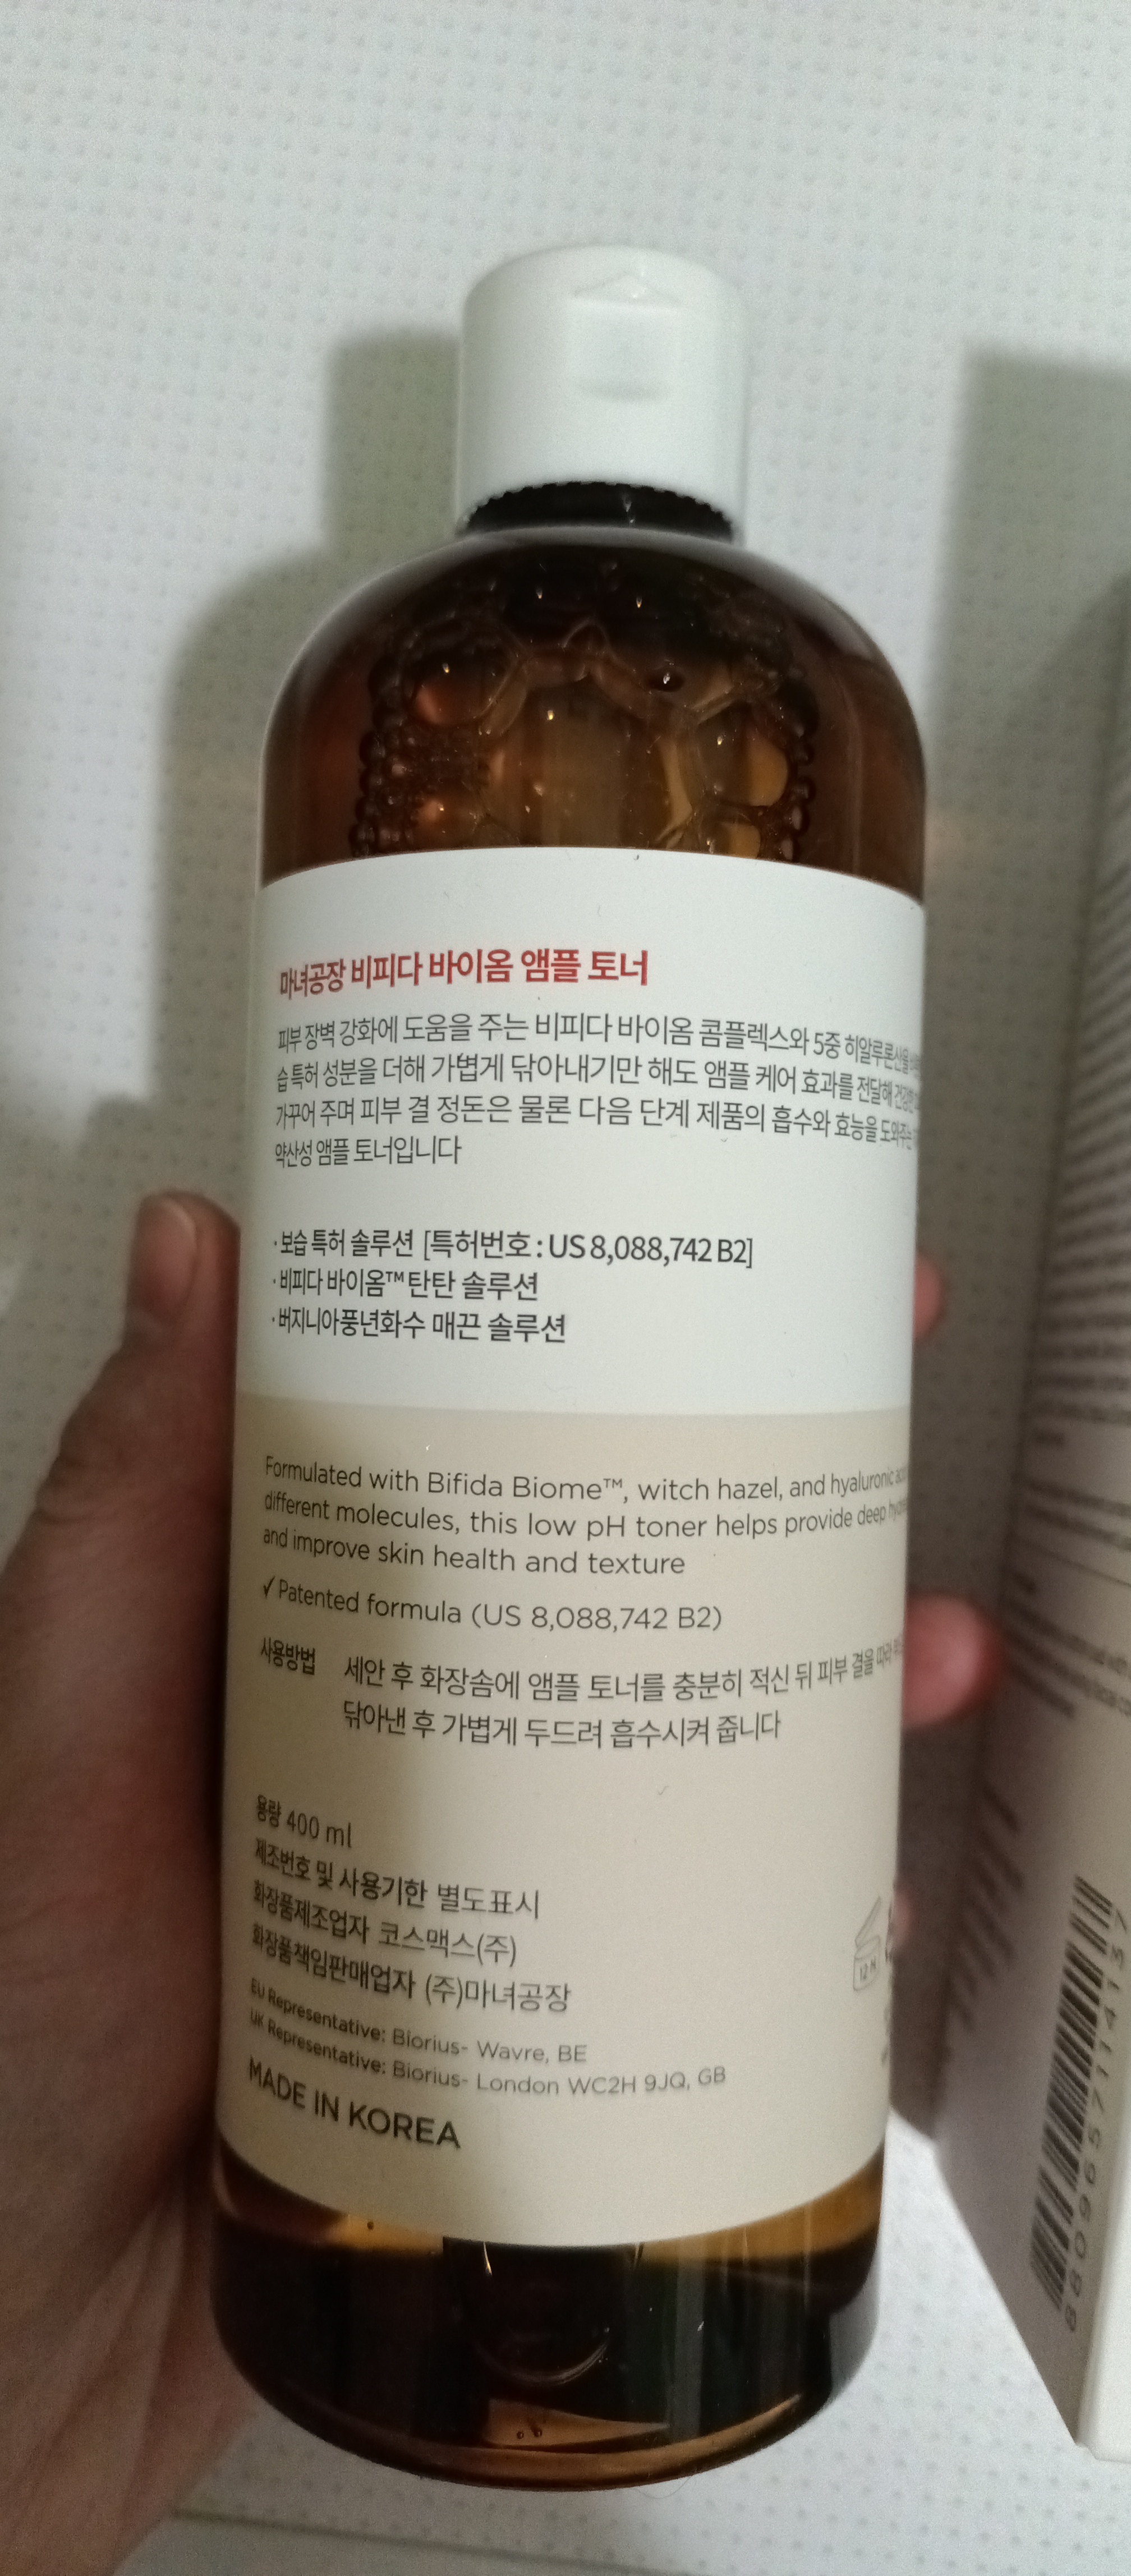 마녀공장 비피다 바이옴 앰플 토너
피부 장벽 강화에 도움을 주는 비피다 바이옴 콤플렉스와 5중 히알루론산을
습 특허 성분을 더해 가볍게 닦아내기만 해도 앰플 케어 효과를 전달해 건강한
가꾸어 주며 피부 결 정돈은 물론 다음 단계 제품의 흡수와 효능을 도와주는
약산성 앰플 토너입니다
· 보습 특허 솔루션 [특허번호 : US 8,088,742 B2]
· 비피다 바이옴™ 탄탄 솔루션
· 버지니아풍년화수 매끈 솔루션
Formulated with Bifida Biome™, witch hazel, and hyaluronic
different molecules, this low pH toner helps provide deep
and improve skin health and texture
✓ Patented formula (US 8,088,742 B2)
사용방법 세안 후 화장솜에 앰플 토너를 충분히 적신 뒤 피부 결을 따라
닦아낸 후 가볍게 두드려 흡수시켜 줍니다
용량 400 ml
제조번호 및 사용기한 별도표시
화장품제조업자 코스맥스(주)
화장품책임판매업자 (주)마녀공장
EU Representative: Biorius- Wavre, BE
UK Representative: Biorius- London WC2H 9JQ, GB
MADE IN KOREA
12 M
8809657114137